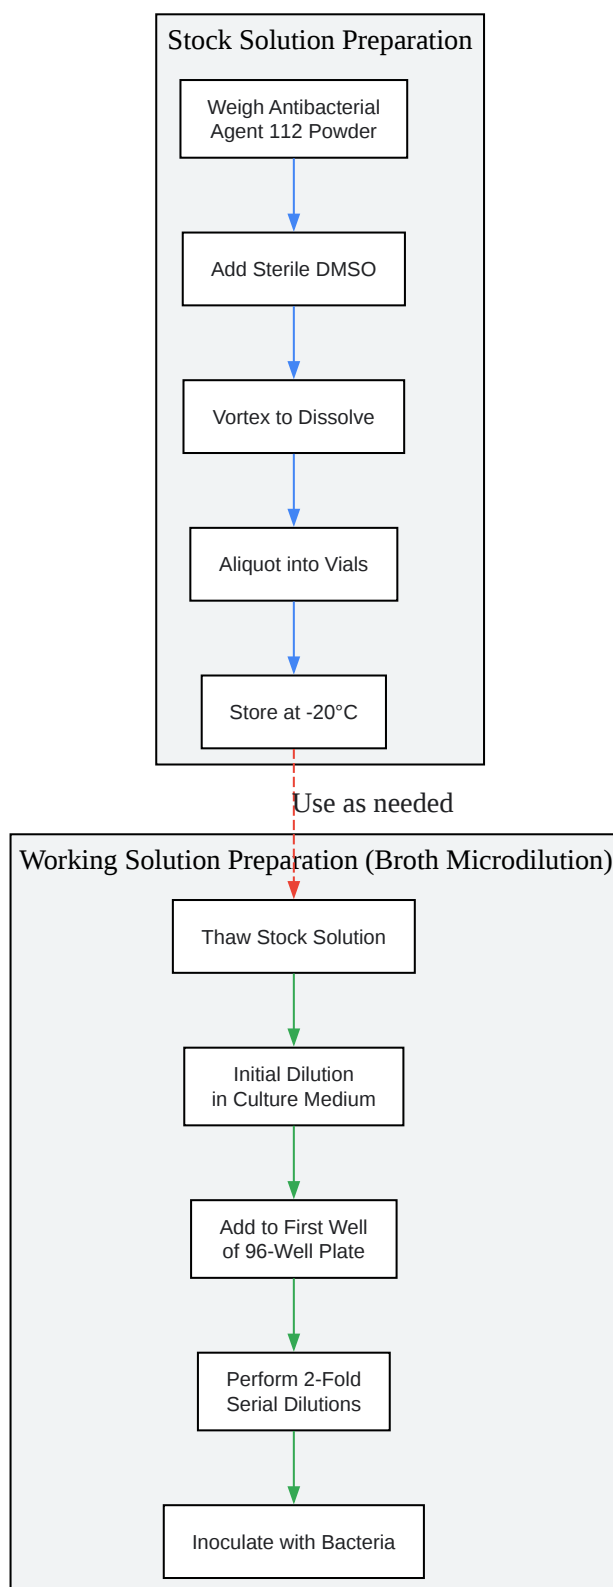 Stock Solution Preparation
Weigh Antibacterial
Agent 112 Powder
Add Sterile DMSO
Vortex to Dissolve
Aliquot into Vials
Store at -20°C
Use as needed
Working Solution Preparation (Broth Microdilution)
Thaw Stock Solution
Initial Dilution
in Culture Medium
Add to First Well
of 96-Well Plate
Perform 2-Fold
Serial Dilutions
Inoculate with Bacteria